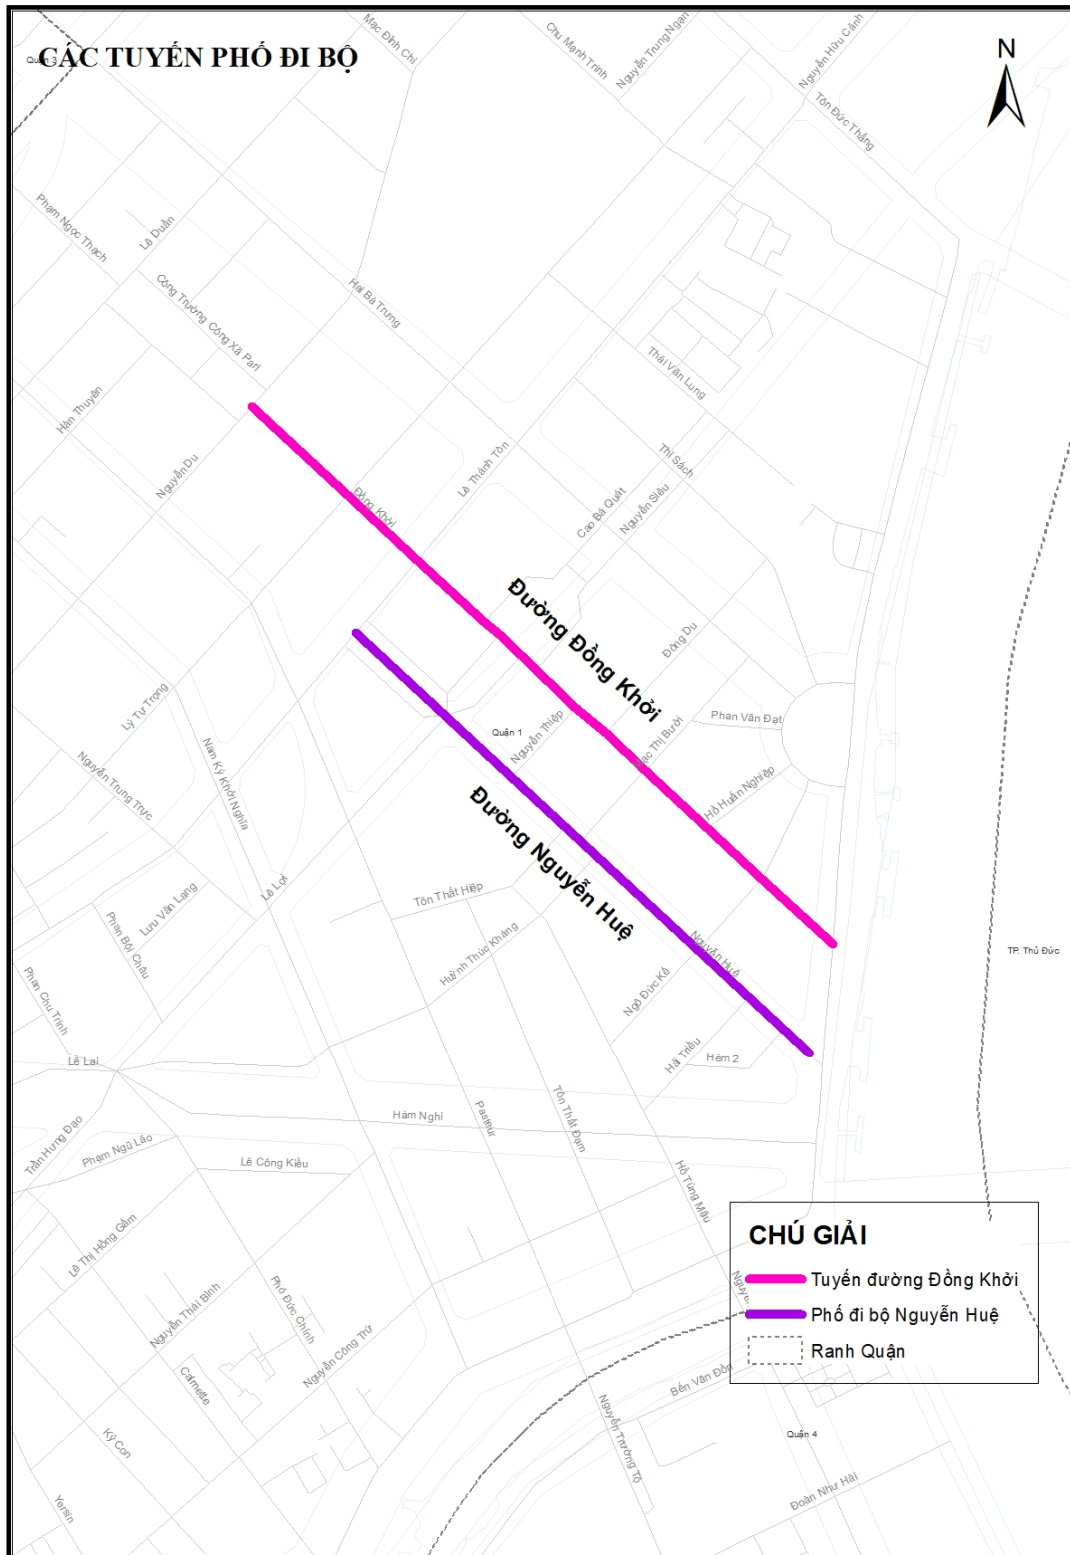 CÁC TUYẾN PHỐ ĐI BỘ
Quận 3
N
Mạc Đĩnh Chi
Chu Mạnh Trinh
Nguyễn Trung Ngạn
Nguyễn Hữu Cảnh
Tôn Đức Thắng
Phạm Ngọc Thạch
Lê Duẩn
Công Trường Công Xã Pari
Hai Bà Trưng
Thái Văn Lung
Hàn Thuyên
Nguyễn Du
Lê Thánh Tôn
Thi Sách
Đồng Khởi
Cao Bá Quát
Nguyễn Siêu
Đường Đồng Khởi
Đông Du
Lý Tự Trọng
Phan Văn Đạt
Quận 1
Nguyễn Thiệp
Mạc Thị Bưởi
Nam Kỳ Khởi Nghĩa
Nguyễn Trung Trực
Hồ Huấn Nghiệp
Đường Nguyễn Huệ
Lê Lợi
Tôn Thất Hiệp
Lưu Văn Lang
Phan Bội Châu
Huỳnh Thúc Kháng
Nguyễn Huệ
TP. Thủ Đức
Ngô Đức Kế
Phan Chu Trinh
Hải Triều
Hẻm 2
Lê Lai
Hàm Nghi
Pasteur
Tôn Thất Đạm
Trần Hưng Đạo
Phạm Ngũ Lão
Lê Công Kiều
Hồ Tùng Mậu
Lê Thị Hồng Gấm
CHÚ GIẢI
Tuyến đường Đồng Khởi
Phố đi bộ Nguyễn Huệ
Ranh Quận
Nguyễn Thái Bình
Phó Đức Chính
Nguyễn Công Trứ
Calmette
Bến Vân Đồn
Nguyễn Trường Tộ
Quận 4
Ký Con
Đoàn Như Hài
Yersin